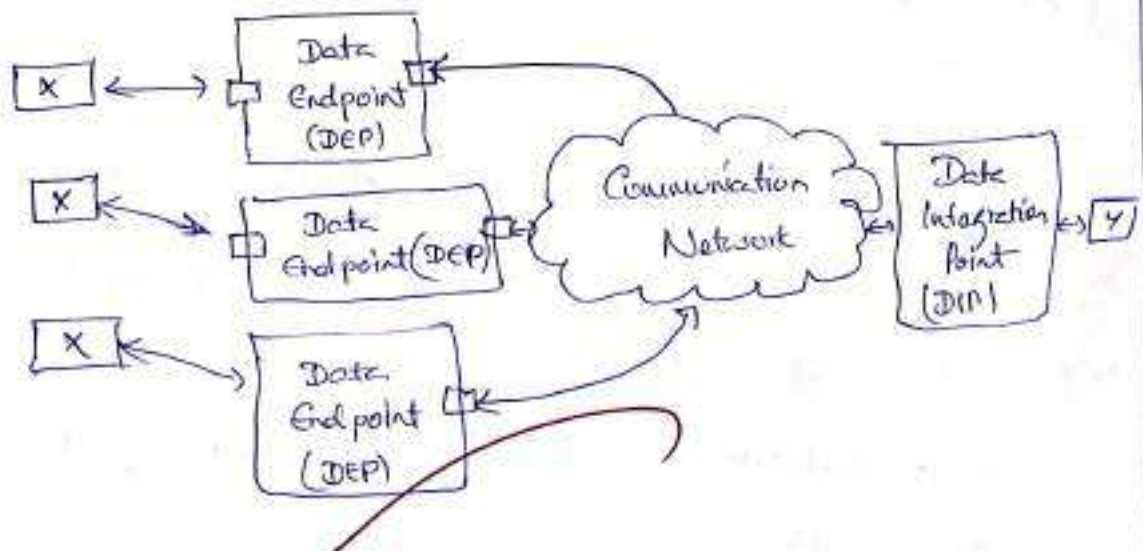 X
Data
Endpoint
(DEP)
X
Data
Endpoint (DEP)
X
Data
Endpoint
(DEP)
Communication
Network
Data
Integration
Point
(DIP)
Y